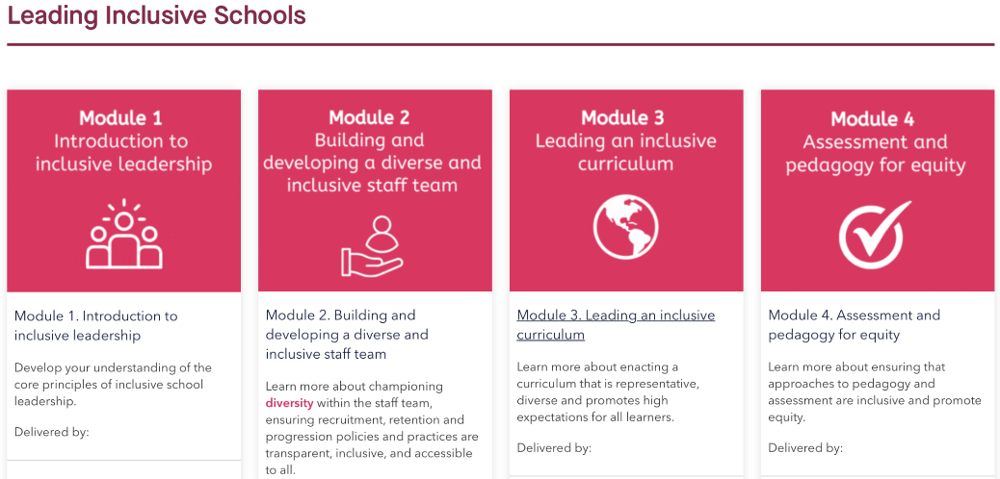 Leading Inclusive Schools
Module 1
Introduction to
inclusive leadership
Module 1. Introduction to
inclusive leadership
Develop your understanding of the
core principles of inclusive school
leadership.
Delivered by:
Module 2
Building and
developing a diverse and
inclusive staff team
Module 2. Building and
developing a diverse and
inclusive staff team
Learn more about championing
diversity within the staff team,
ensuring recruitment, retention and
progression policies and practices are
transparent, inclusive, and accessible
to all.
Module 3
Leading an inclusive
curriculum
Module 3. Leading an inclusive
curriculum
Learn more about enacting a
curriculum that is representative,
diverse and promotes high
expectations for all learners.
Delivered by:
Module 4
Assessment and
pedagogy for equity
Module 4. Assessment and
pedagogy for equity
Learn more about ensuring that
approaches to pedagogy and
assessment are inclusive and promote
equity.
Delivered by: